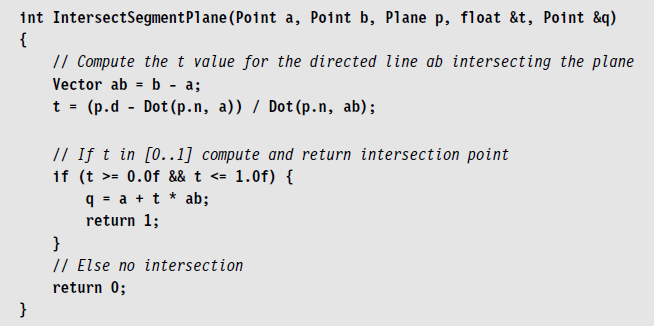 int IntersectSegmentPlane(Point a, Point b, Plane p, float &t, Point &q)
{
    // Compute the t value for the directed line ab intersecting the plane
    Vector ab = b - a;
    t = (p.d - Dot(p.n, a)) / Dot(p.n, ab);

    // If t in [0..1] compute and return intersection point
    if (t >= 0.0f && t <= 1.0f) {
        q = a + t * ab;
        return 1;
    }
    // Else no intersection
    return 0;
}